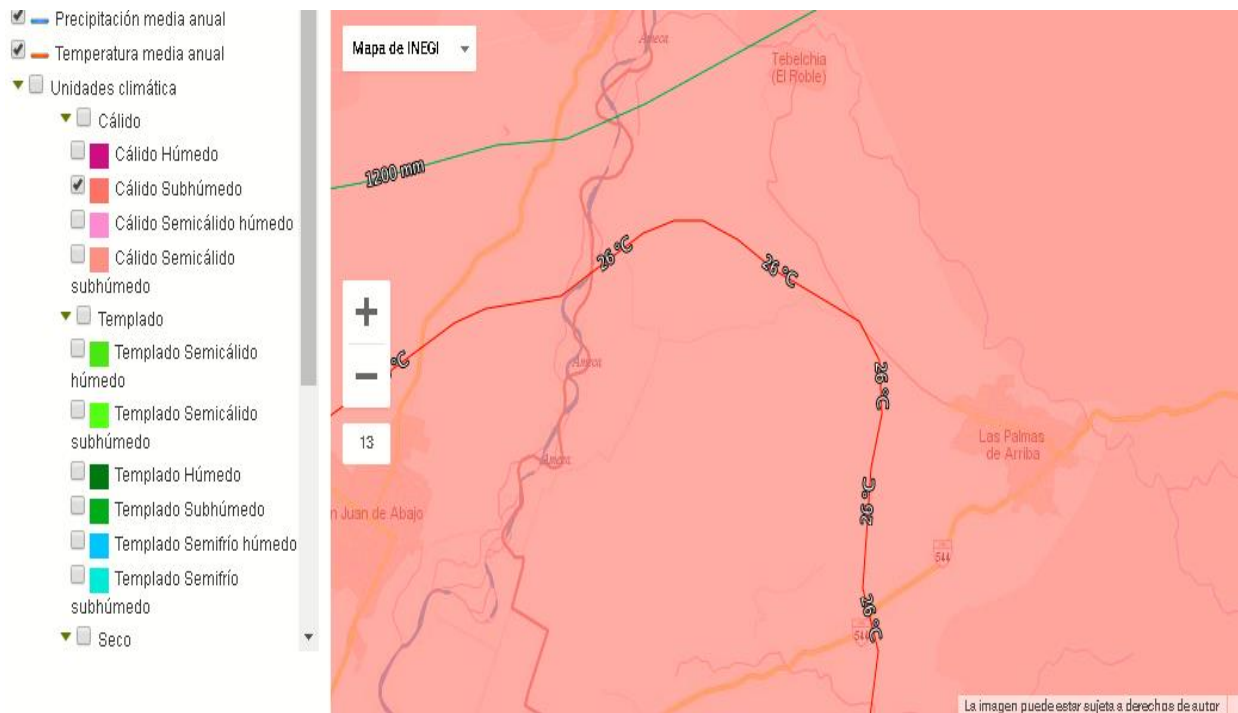 Precipitación media anual
Temperatura media anual
Unidades climática
Cálido
Cálido Húmedo
Cálido Subhúmedo
Cálido Semicálido húmedo
Cálido Semicálido
subhúmedo
Templado
Templado Semicálido
húmedo
Templado Semicálido
subhúmedo
Templado Húmedo
Templado Subhúmedo
Templado Semifrío húmedo
Templado Semifrío
subhúmedo
Seco
Mapa de INEGI
Ameca
Tebelchia
(El Roble)
1200 mm
26 °C
26 °C
+
°C
Ameca
26 °C
−
13
Las Palmas
de Arriba
Ameca
26 °C
n Juan de Abajo
544
26 °C
544
La imagen puede estar sujeta a derechos de autor